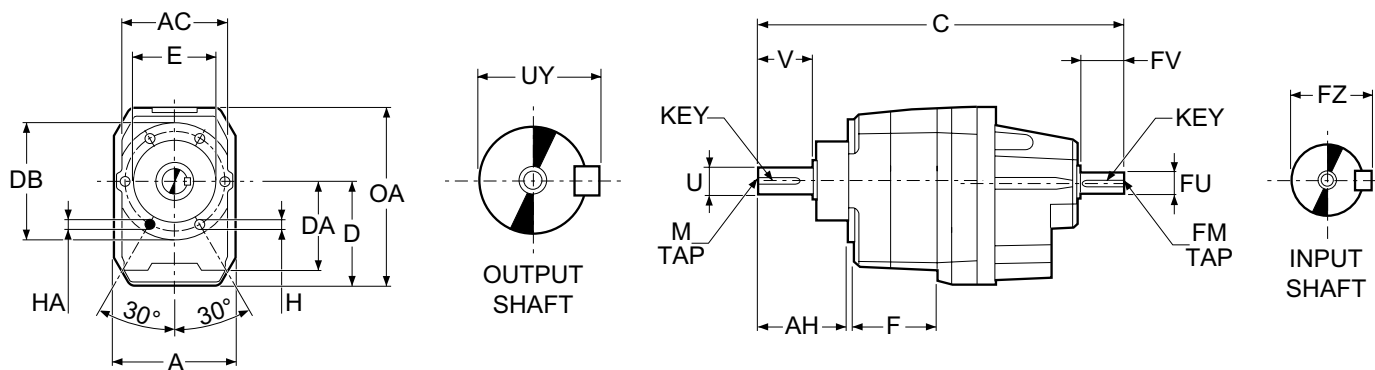 AC
E
DB
OA
DA
D
HA
H
30°
30°
A
UY
OUTPUT
SHAFT
C
V
FV
KEY
KEY
U
FU
M
TAP
FM
TAP
AH
F
FZ
INPUT
SHAFT